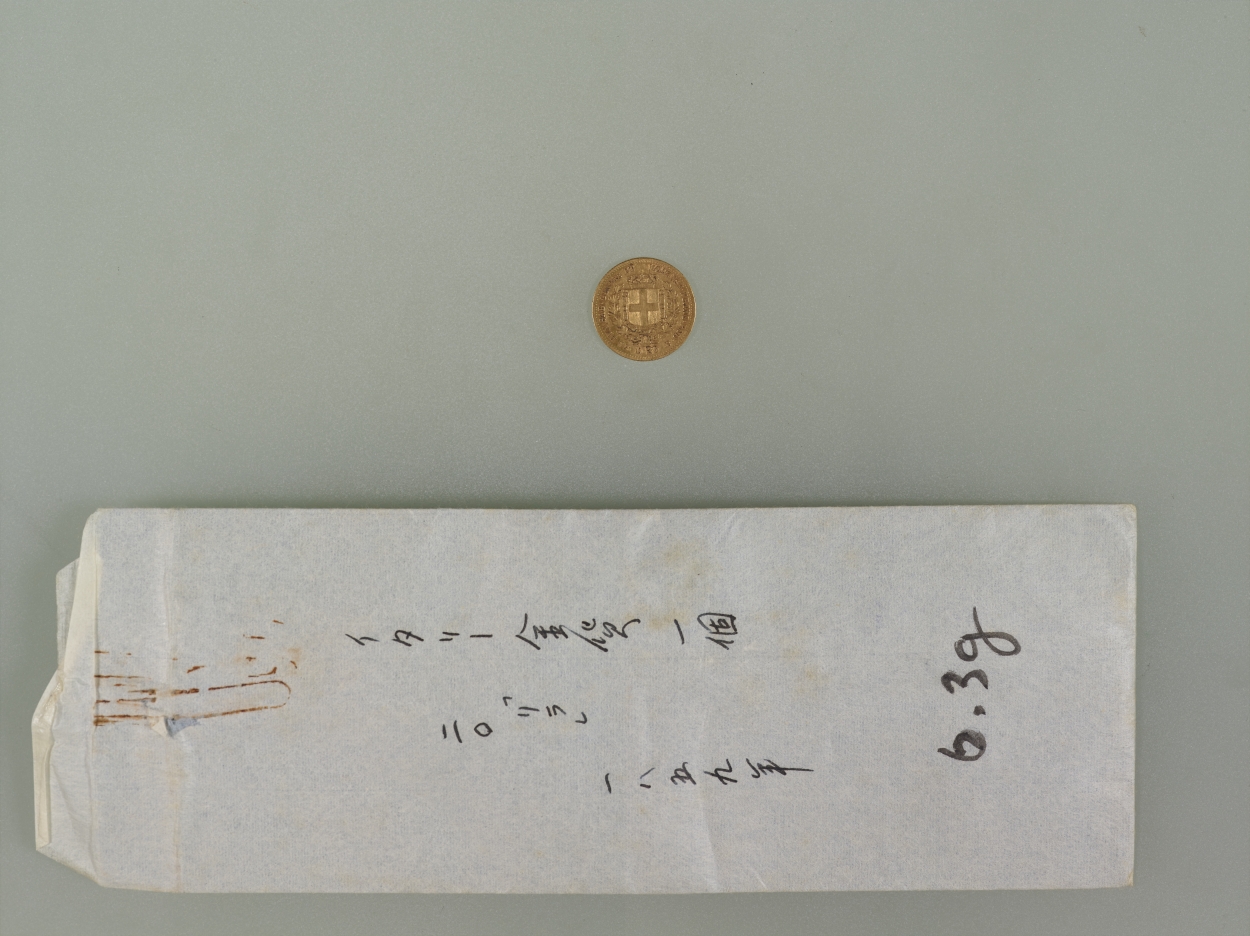 イタリー金貨 一個
二〇「リラ」
一八五九年
6.3g